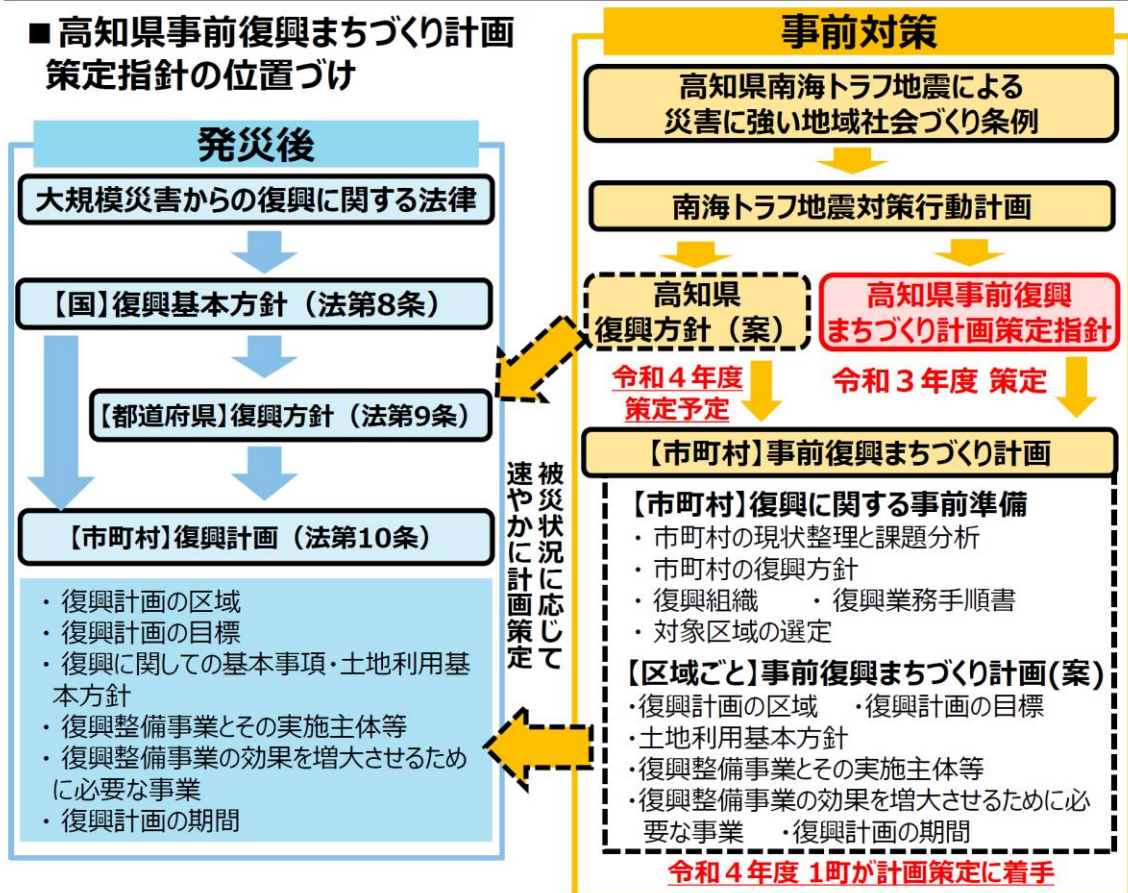 ■高知県事前復興まちづくり計画
策定指針の位置づけ
発災後
大規模災害からの復興に関する法律
【国】復興基本方針（法第8条）
【都道府県】復興方針（法第9条）
【市町村】復興計画（法第10条）
・ 復興計画の区域
・ 復興計画の目標
・ 復興に関しての基本事項・土地利用基
本方針
・ 復興整備事業とその実施主体等
・ 復興整備事業の効果を増大させるため
に必要な事業
・ 復興計画の期間
被災状況に応じて
速やかに計画策定
事前対策
高知県南海トラフ地震による
災害に強い地域社会づくり条例
南海トラフ地震対策行動計画
高知県
復興方針（案）
高知県事前復興
まちづくり計画策定指針
令和４年度
策定予定
令和３年度 策定
【市町村】事前復興まちづくり計画
【市町村】復興に関する事前準備
・ 市町村の現状整理と課題分析
・ 市町村の復興方針
・ 復興組織　・ 復興業務手順書
・ 対象区域の選定
【区域ごと】事前復興まちづくり計画(案)
・復興計画の区域　・復興計画の目標
・土地利用基本方針
・復興整備事業とその実施主体等
・復興整備事業の効果を増大させるために必
要な事業　・復興計画の期間
令和４年度 1町が計画策定に着手